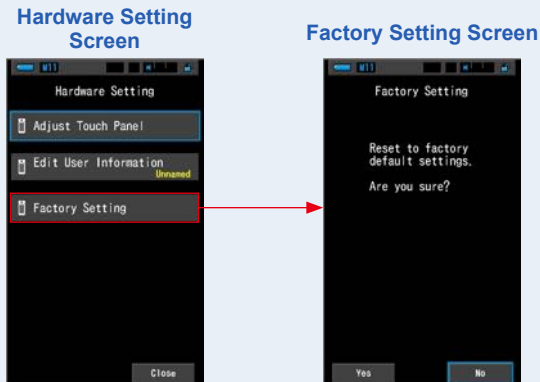 Hardware Setting
Screen
Factory Setting Screen
M11
Hardware Setting
Adjust Touch Panel
Edit User Information
Unnamed
Factory Setting
Close
M11
Factory Setting
Reset to factory
default settings.
Are you sure?
Yes
No